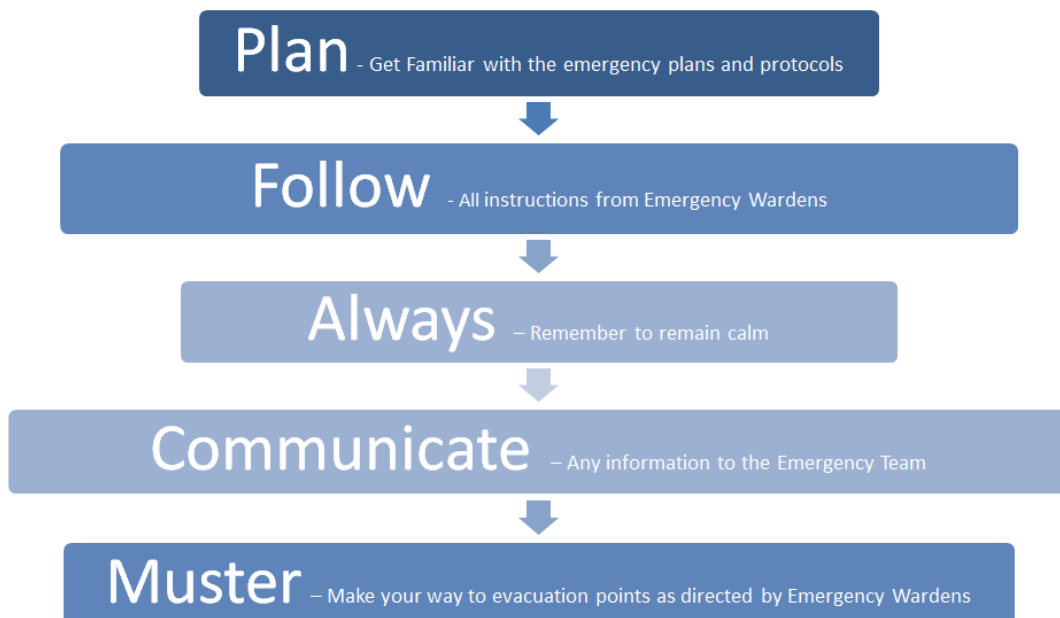 Plan - Get Familiar with the emergency plans and protocols
Follow - All instructions from Emergency Wardens
Always – Remember to remain calm
Communicate – Any information to the Emergency Team
Muster – Make your way to evacuation points as directed by Emergency Wardens